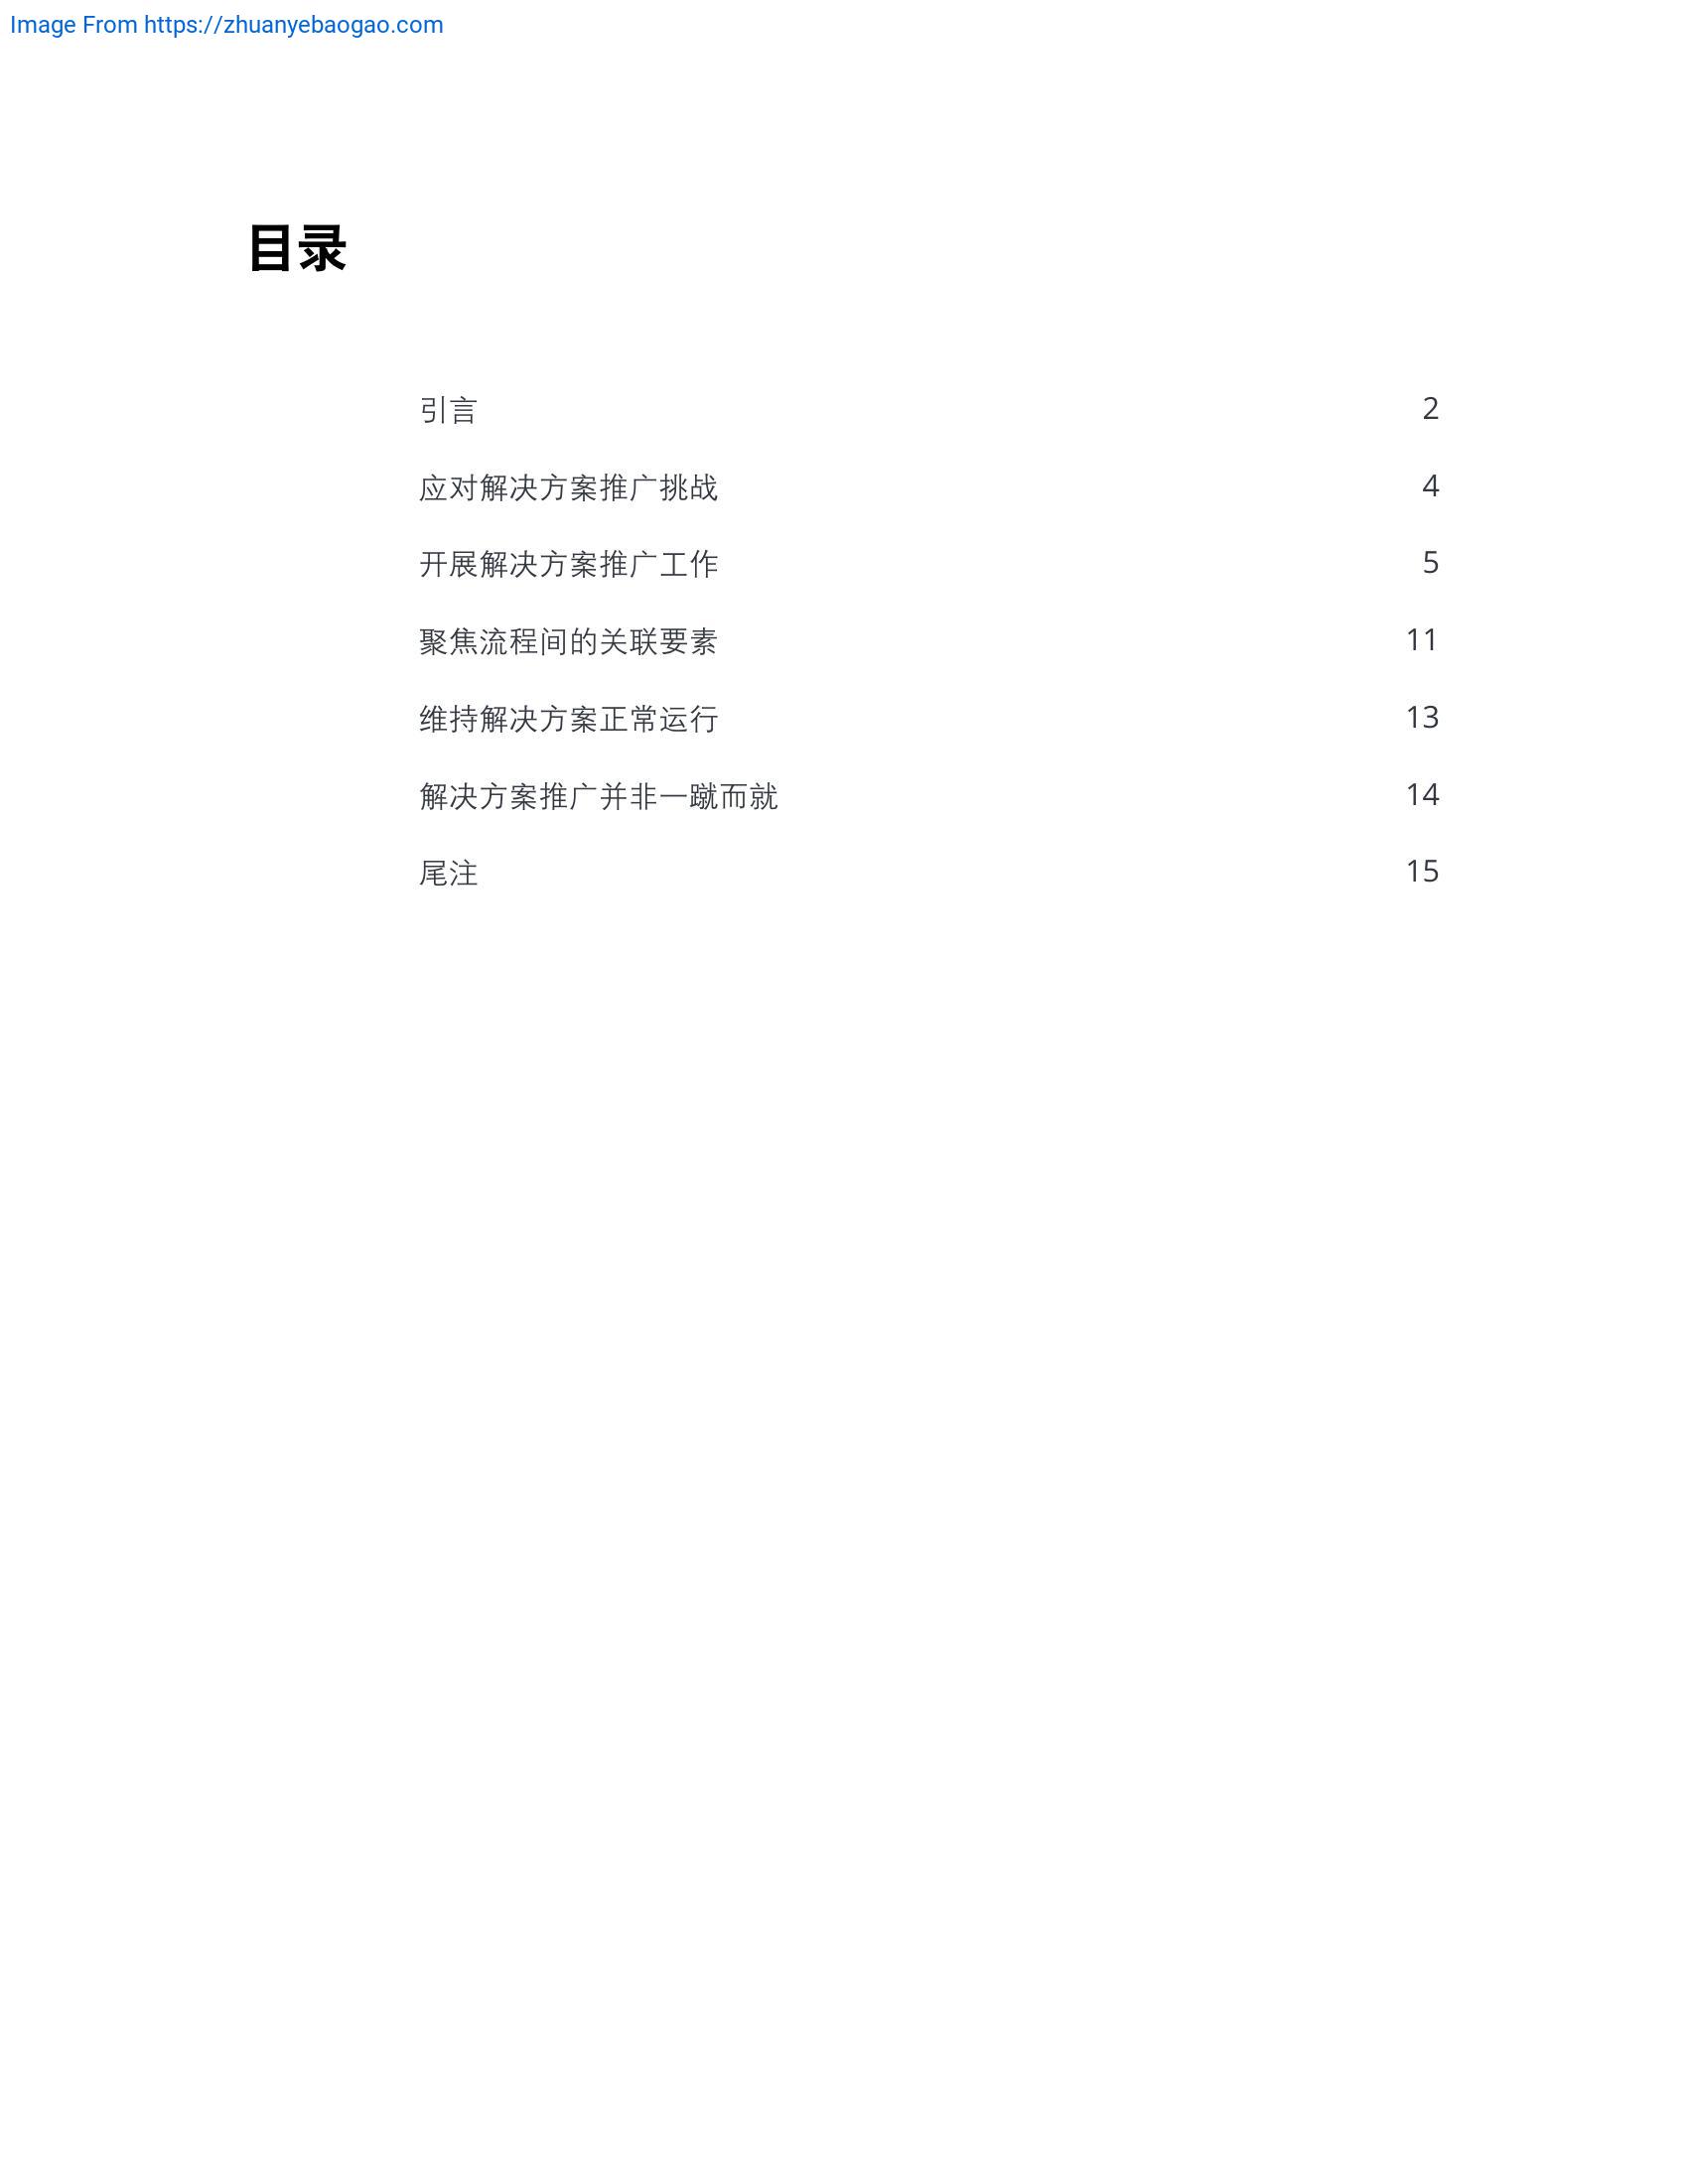 Image From https://zhuanyebaogao.com
目录
引言 2
应对解决方案推广挑战 4
开展解决方案推广工作 5
聚焦流程间的关联要素 11
维持解决方案正常运行 13
解决方案推广并非一蹴而就 14
尾注 15